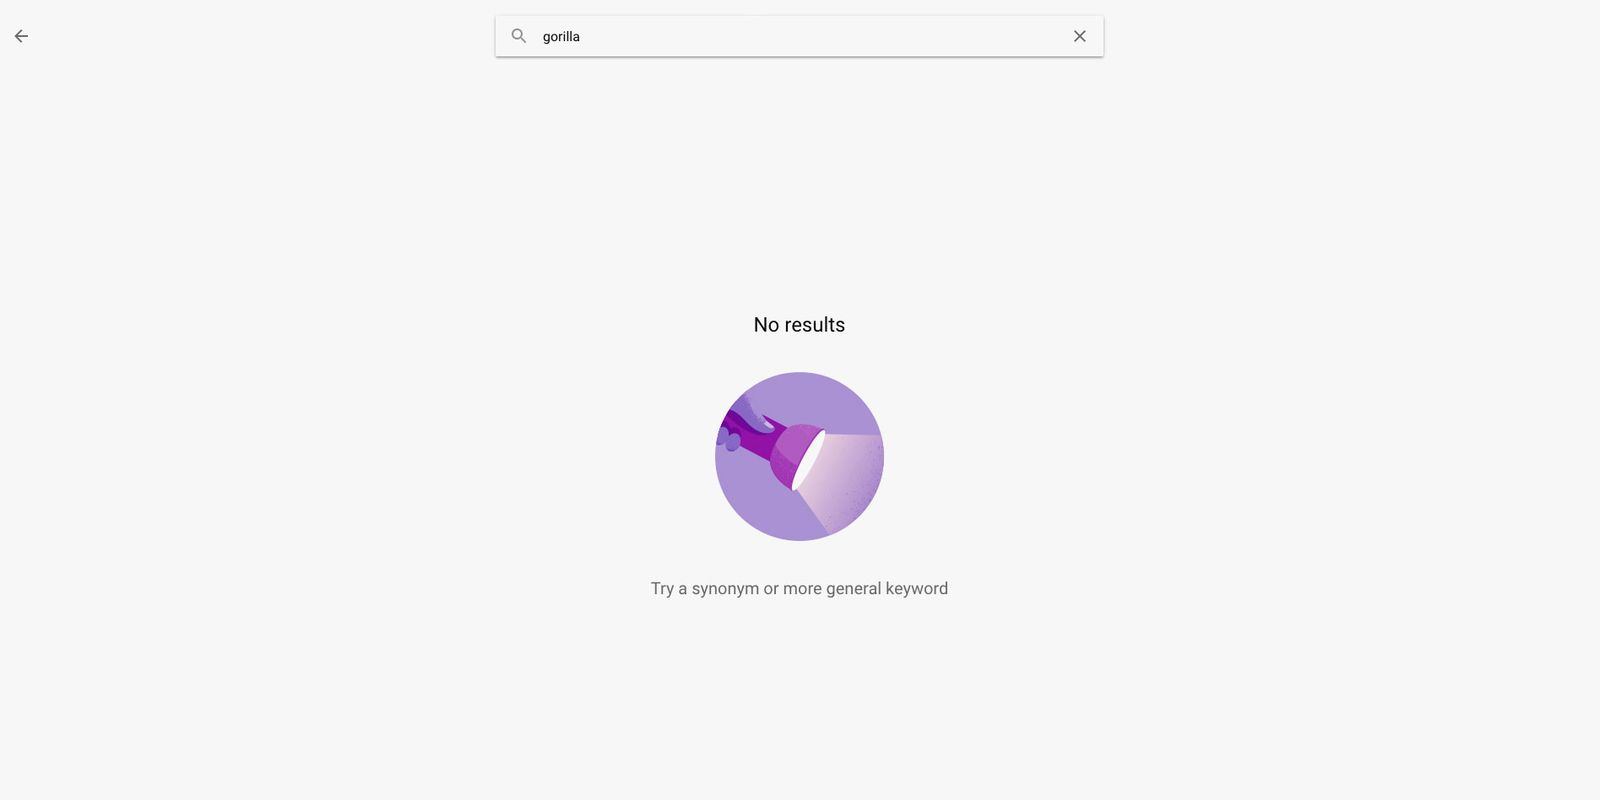 gorilla
No results
Try a synonym or more general keyword